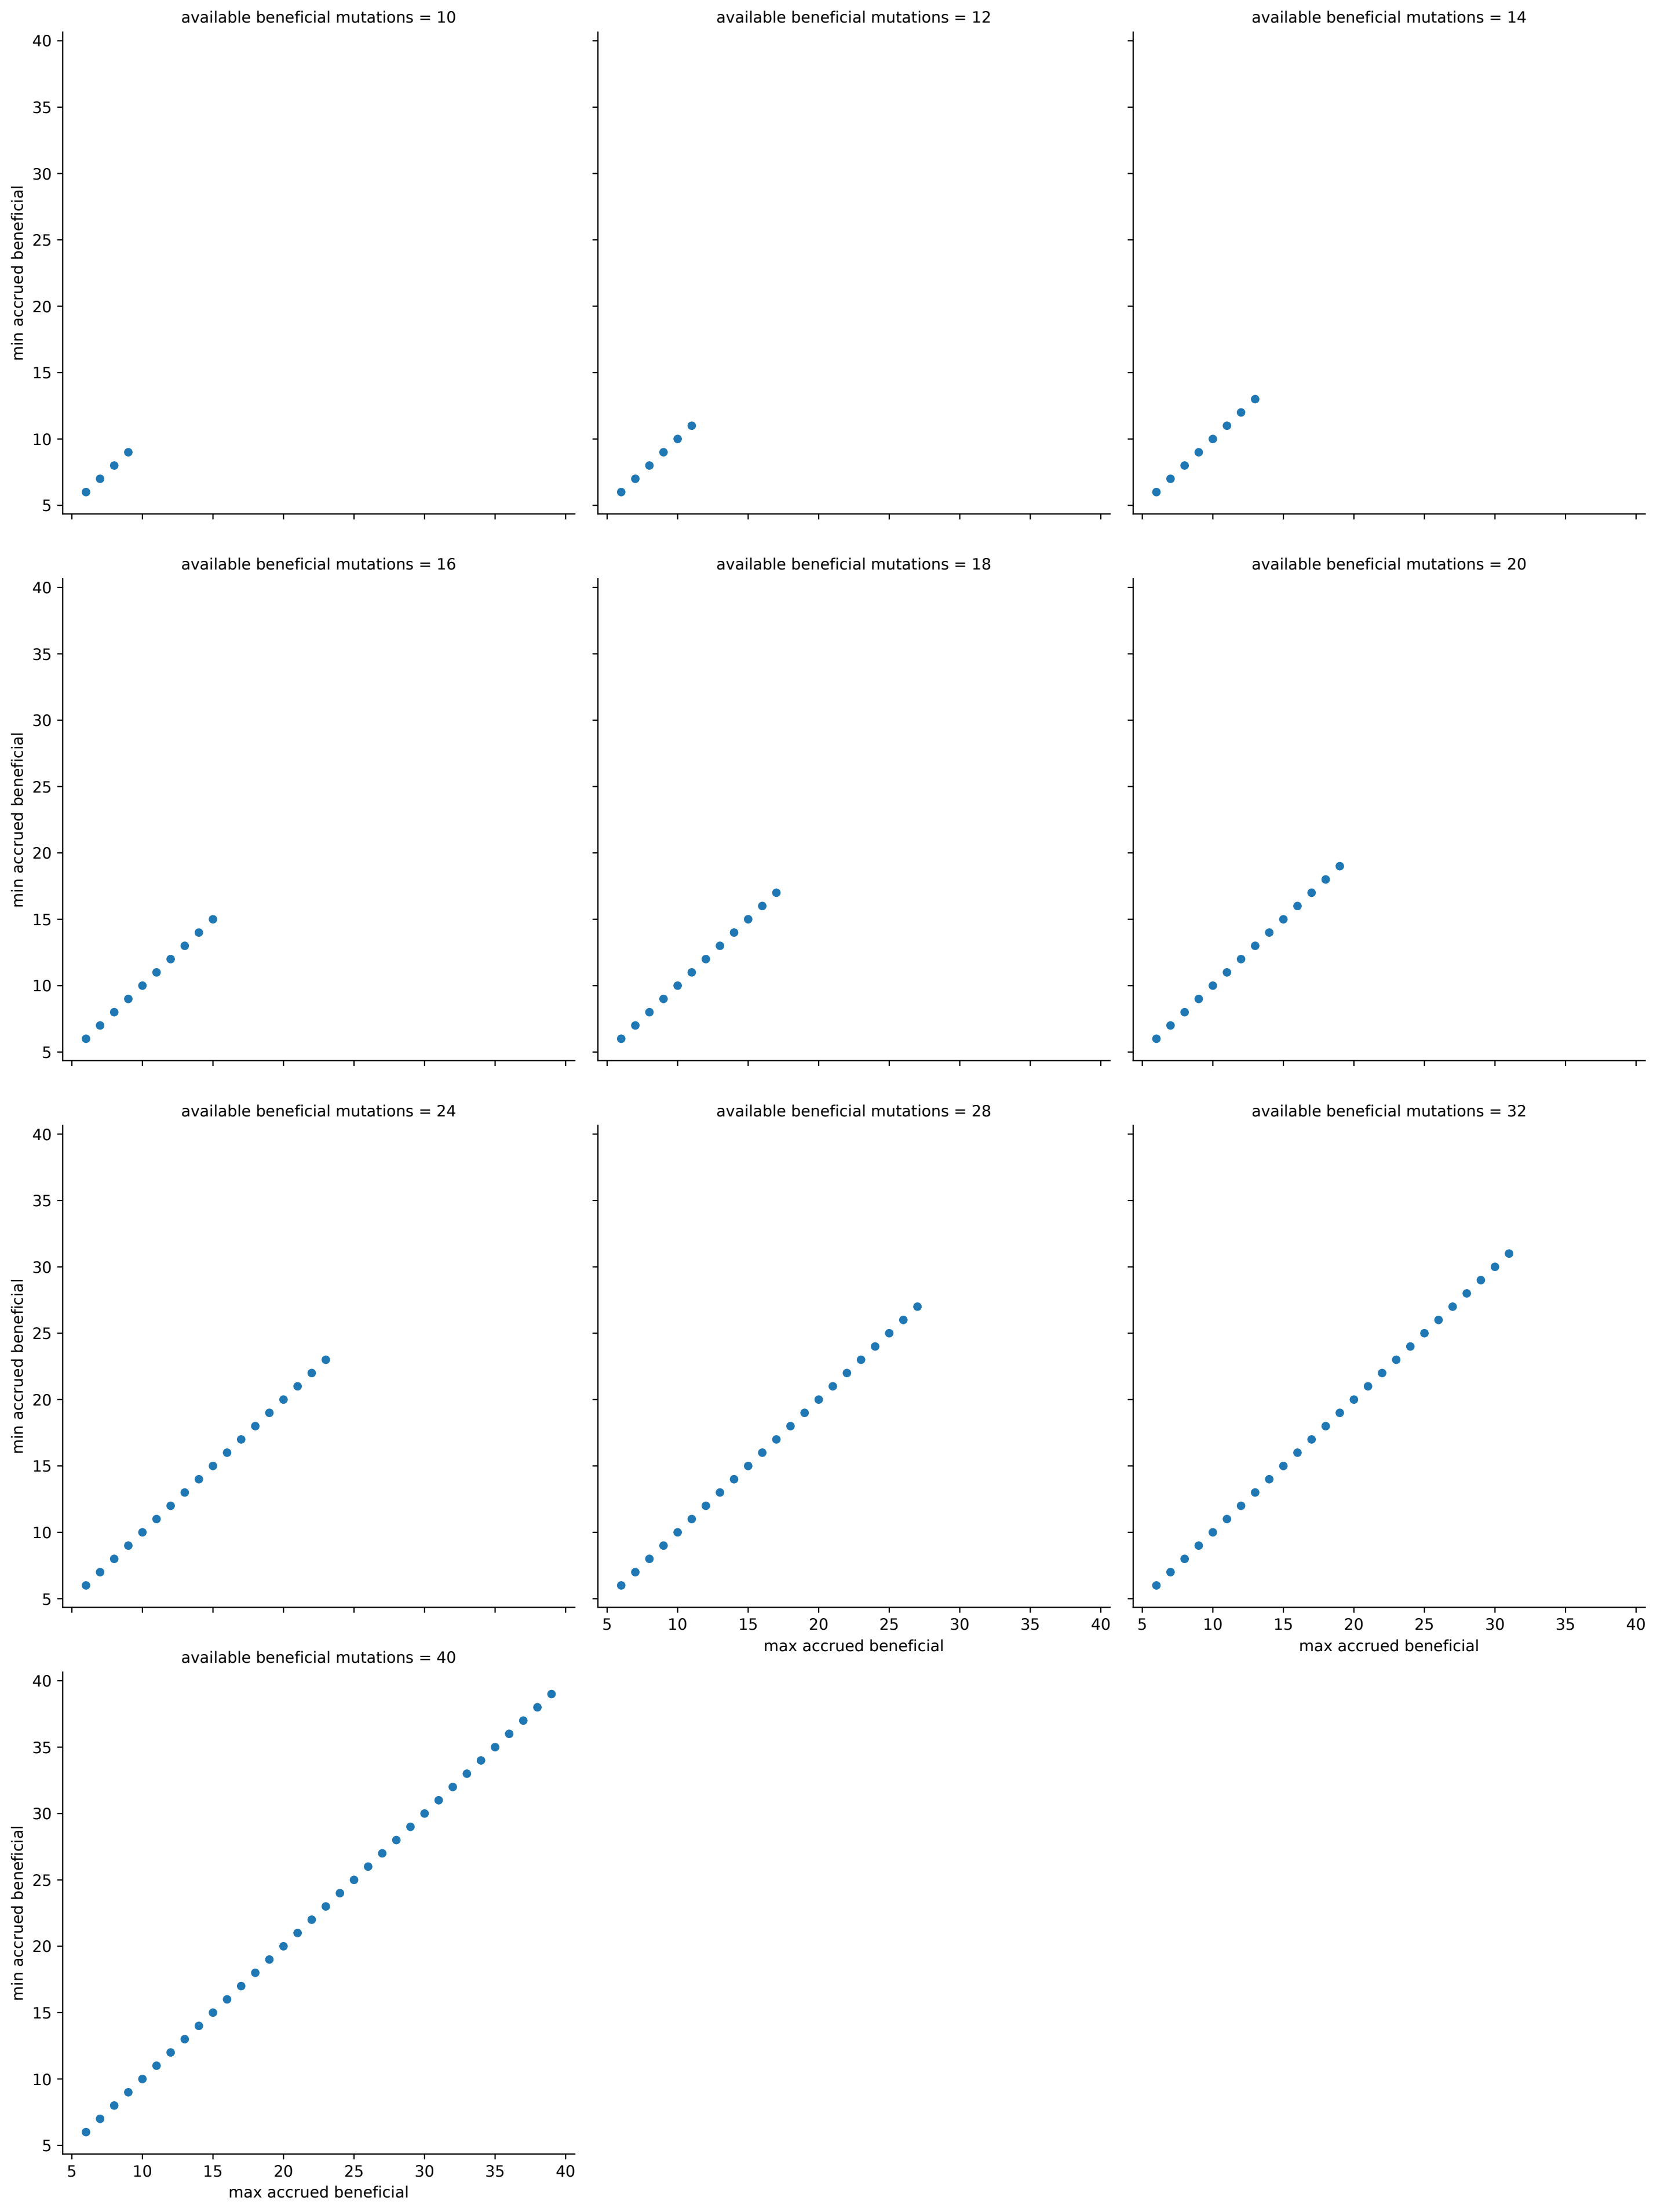 available beneficial mutations = 10
available beneficial mutations = 12
available beneficial mutations = 14
40
35
30
25
20
15
10
5
min accrued beneficial
available beneficial mutations = 16
available beneficial mutations = 18
available beneficial mutations = 20
40
35
30
25
20
15
10
5
min accrued beneficial
available beneficial mutations = 24
available beneficial mutations = 28
available beneficial mutations = 32
40
35
30
25
20
15
10
5
min accrued beneficial
5 10 15 20 25 30 35 40
max accrued beneficial
5 10 15 20 25 30 35 40
max accrued beneficial
available beneficial mutations = 40
40
35
30
25
20
15
10
5
min accrued beneficial
5 10 15 20 25 30 35 40
max accrued beneficial